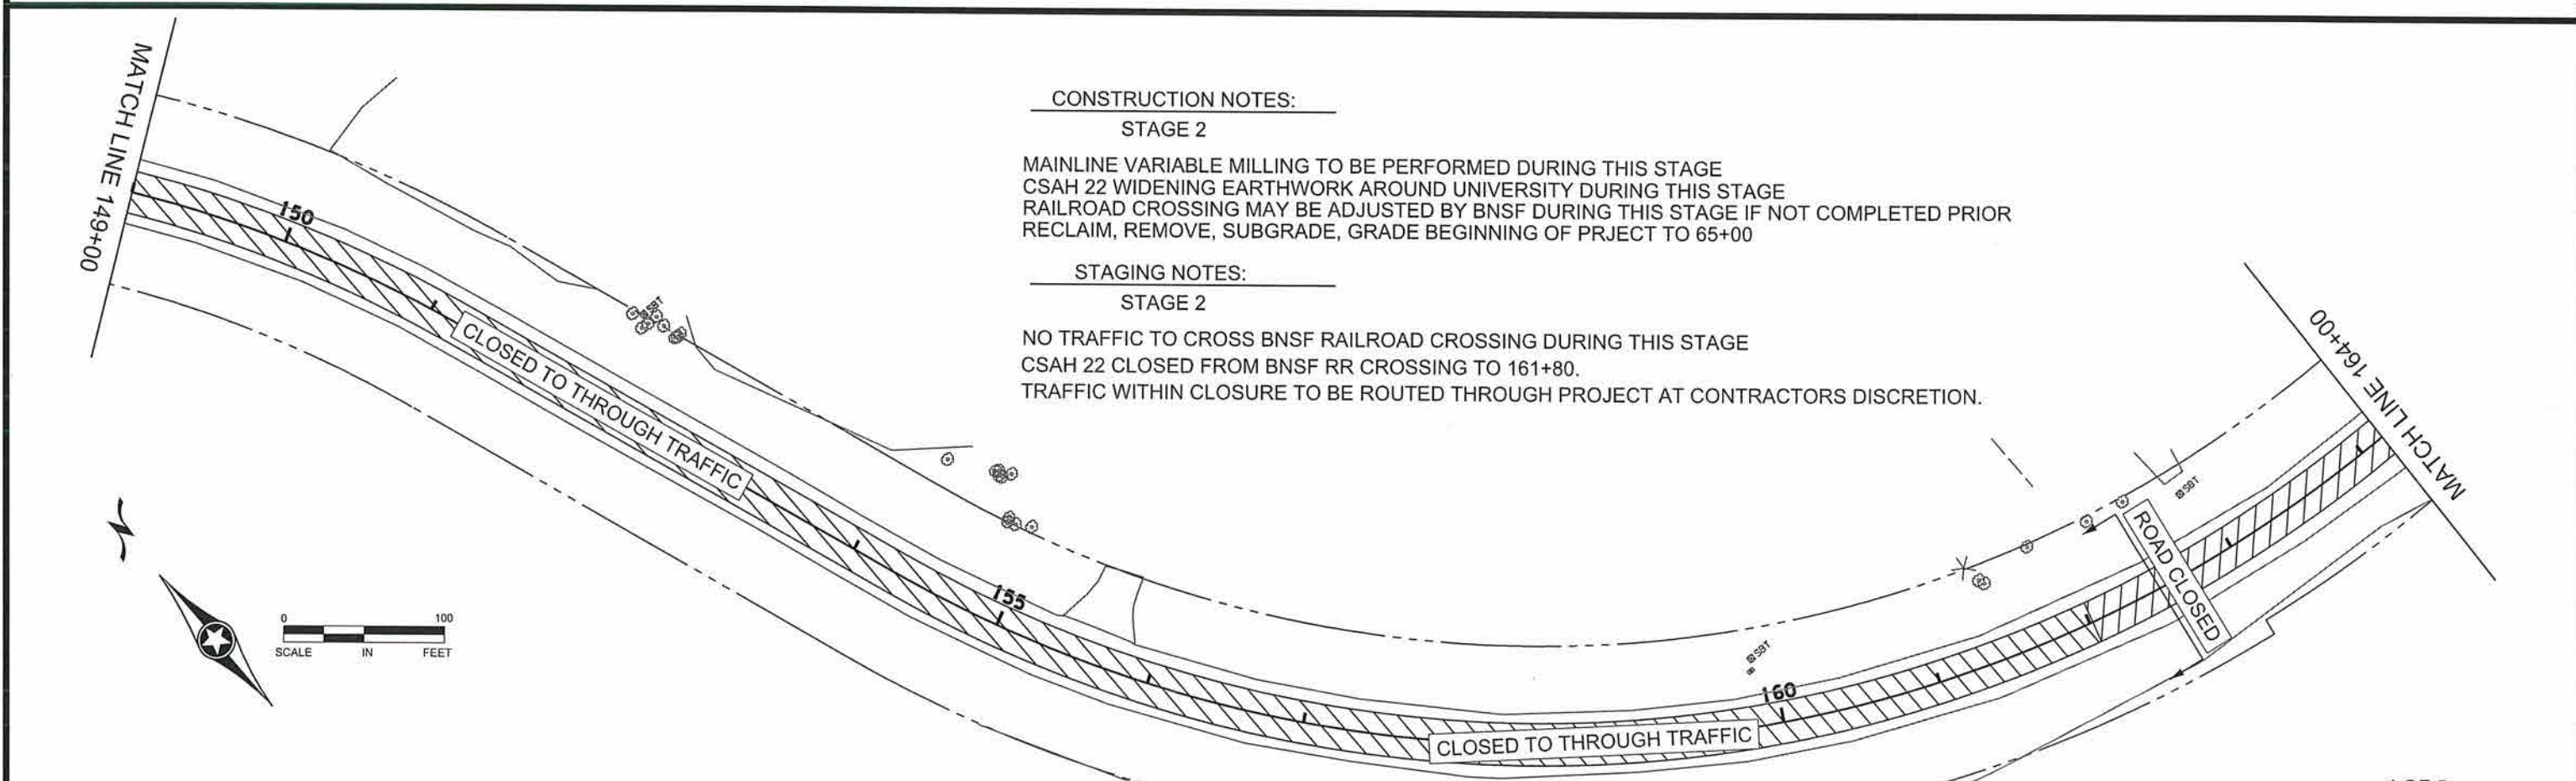 MATCH LINE 149+00
150
CLOSED TO THROUGH TRAFFIC
SBT
CONSTRUCTION NOTES:
STAGE 2
MAINLINE VARIABLE MILLING TO BE PERFORMED DURING THIS STAGE
CSAH 22 WIDENING EARTHWORK AROUND UNIVERSITY DURING THIS STAGE
RAILROAD CROSSING MAY BE ADJUSTED BY BNSF DURING THIS STAGE IF NOT COMPLETED PRIOR
RECLAIM, REMOVE, SUBGRADE, GRADE BEGINNING OF PRJECT TO 65+00
STAGING NOTES:
STAGE 2
NO TRAFFIC TO CROSS BNSF RAILROAD CROSSING DURING THIS STAGE
CSAH 22 CLOSED FROM BNSF RR CROSSING TO 161+80.
TRAFFIC WITHIN CLOSURE TO BE ROUTED THROUGH PROJECT AT CONTRACTORS DISCRETION.
155
0 100
SCALE IN FEET
SBT
160
CLOSED TO THROUGH TRAFFIC
SBT
ROAD CLOSED
MATCH LINE 164+00